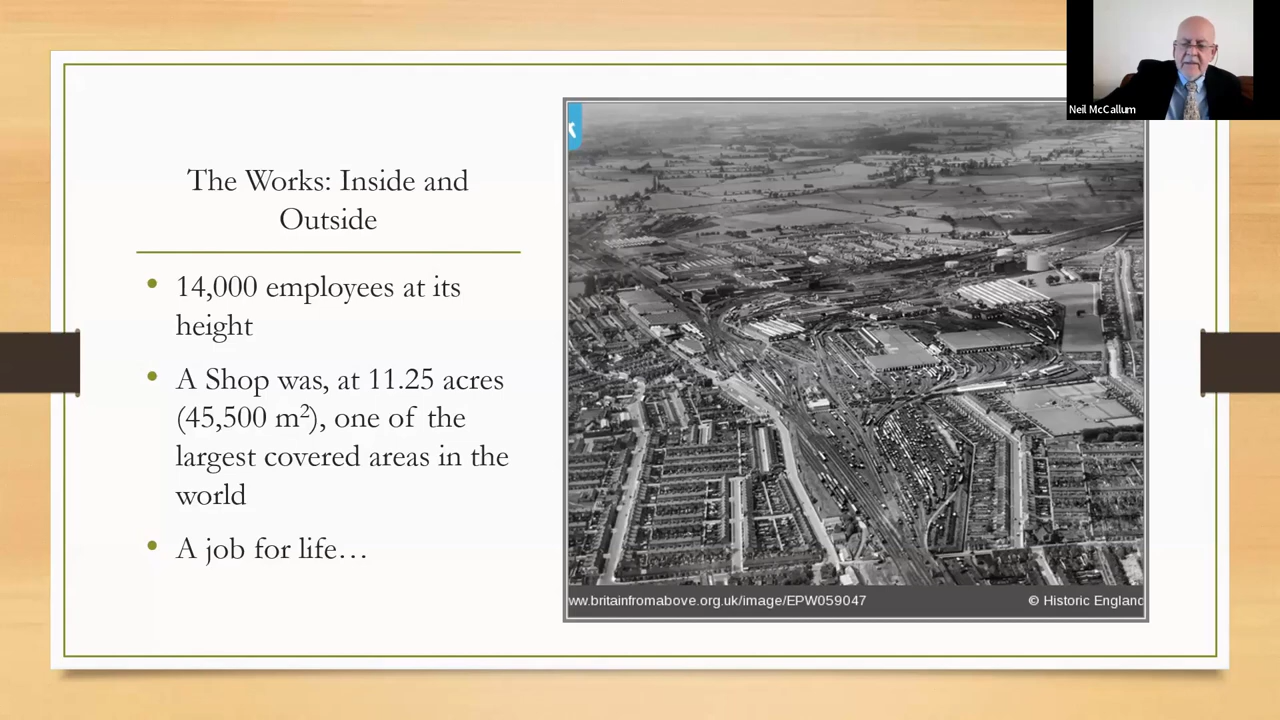 Neil McCallum
The Works: Inside and
Outside
• 14,000 employees at its
height
• A Shop was, at 11.25 acres
(45,500 m²), one of the
largest covered areas in the
world
• A job for life…
ww.britainfromabove.org.uk/image/EPW059047
© Historic England